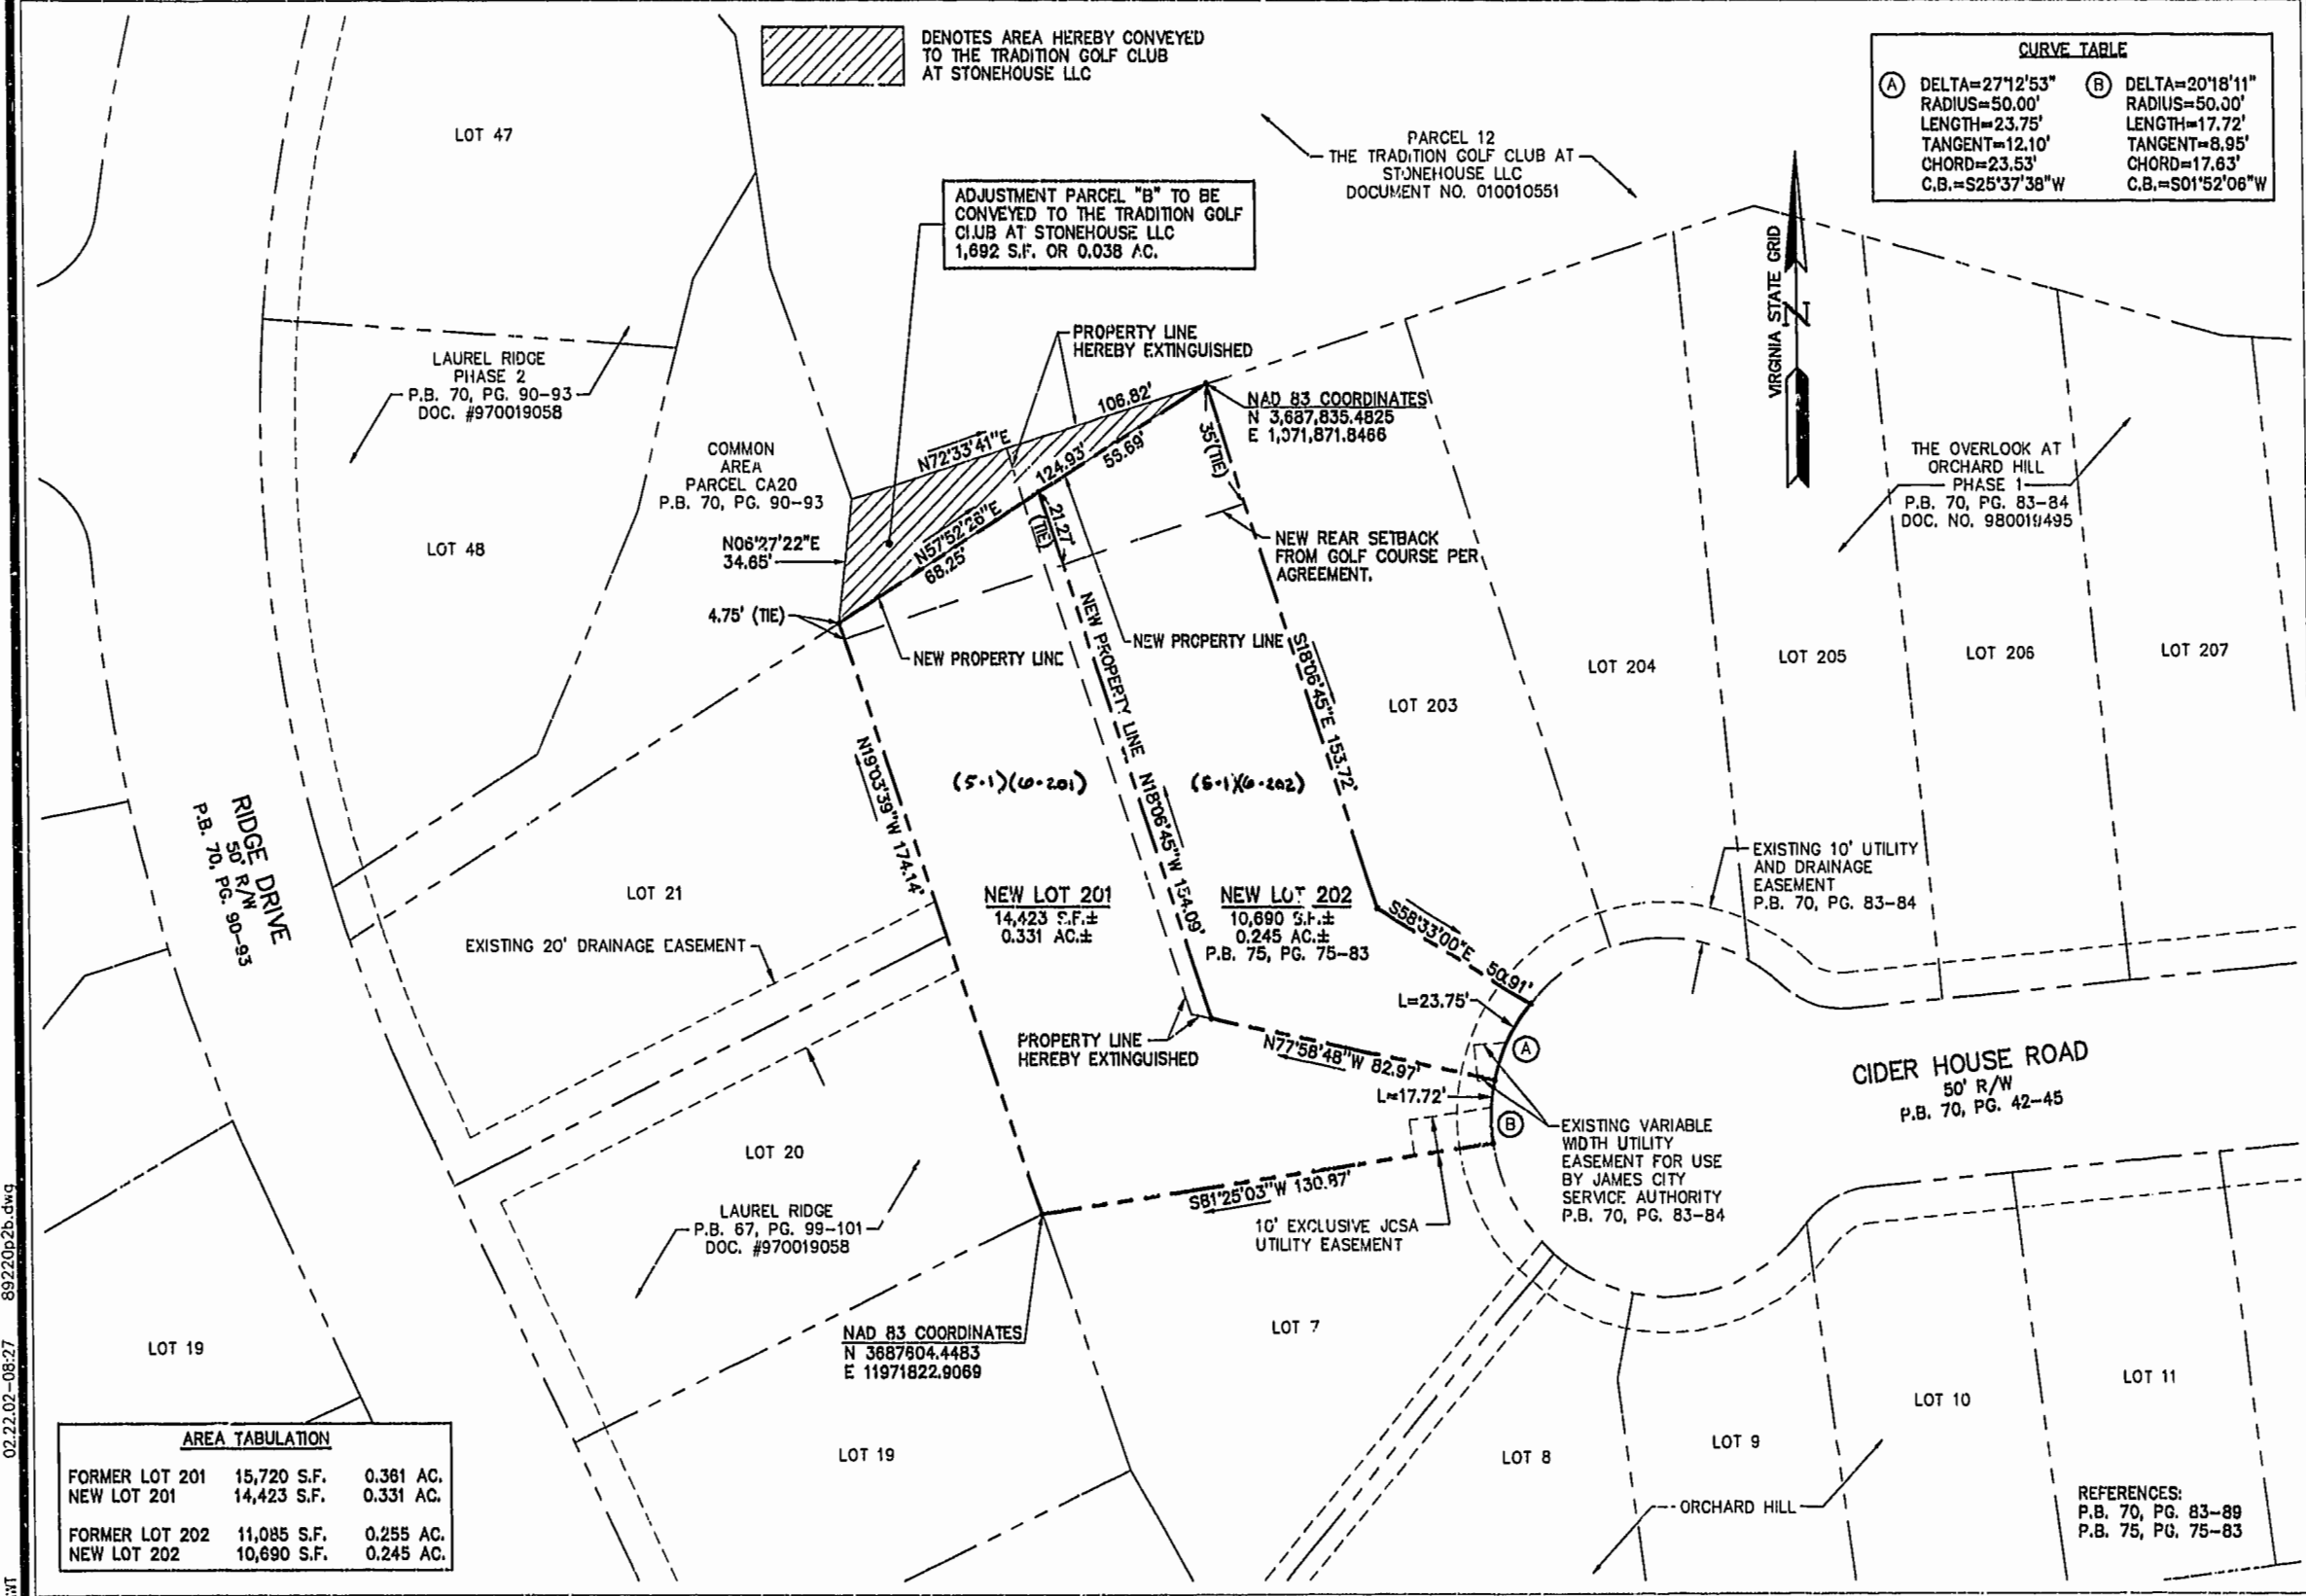 DENOTES AREA HEREBY CONVEYED
TO THE TRADITION GOLF CLUB
AT STONEHOUSE LLC
CURVE TABLE
Ⓐ DELTA=27°12'53"
RADIUS=50.00'
LENGTH=23.75'
TANGENT=12.10'
CHORD=23.53'
C.B.=S25°37'38"W
Ⓑ DELTA=20°18'11"
RADIUS=50.00'
LENGTH=17.72'
TANGENT=8.95'
CHORD=17.63'
C.B.=S01°52'06"W
LOT 47
PARCEL 12
THE TRADITION GOLF CLUB AT
STONEHOUSE LLC
DOCUMENT NO. 010010551
ADJUSTMENT PARCEL "B" TO BE
CONVEYED TO THE TRADITION GOLF
CLUB AT STONEHOUSE LLC
1,692 S.F. OR 0.038 AC.
VIRGINIA STATE GRID
N
PROPERTY LINE
HEREBY EXTINGUISHED
LAUREL RIDGE
PHASE 2
P.B. 70, PG. 90-93
DOC. #970019058
106.82'
N72°33'41"E
NAD 83 COORDINATES
N 3,687,835.4825
E 1,971,871.8466
COMMON
AREA
PARCEL CA20
P.B. 70, PG. 90-93
124.93'
35'(TIE)
THE OVERLOOK AT
ORCHARD HILL
PHASE 1
P.B. 70, PG. 83-84
DOC. NO. 980019495
LOT 48
N06°27'22"E
34.65'
N57°52'26"E
68.25'
21.27'
(TIE)
NEW REAR SETBACK
FROM GOLF COURSE PER
AGREEMENT.
4.75' (TIE)
NEW PROPERTY LINE
NEW PROPERTY LINE
NEW PROPERTY LINE N18°06'45"W 154.09'
S18°06'45"E 153.72'
LOT 203
LOT 204
LOT 205
LOT 206
LOT 207
N19°03'39"W 174.14'
(5-1)(6-201)
(5-1)(6-202)
RIDGE DRIVE
50' R/W
P.B. 70, PG. 90-93
LOT 21
NEW LOT 201
14,423 S.F.±
0.331 AC.±
NEW LOT 202
10,690 S.F.±
0.245 AC.±
P.B. 75, PG. 75-83
EXISTING 10' UTILITY
AND DRAINAGE
EASEMENT
P.B. 70, PG. 83-84
EXISTING 20' DRAINAGE EASEMENT
S58°33'00"E 50.91'
L=23.75'
PROPERTY LINE
HEREBY EXTINGUISHED
N77°58'48"W 82.97'
Ⓐ
L=17.72'
Ⓑ
CIDER HOUSE ROAD
50' R/W
P.B. 70, PG. 42-45
EXISTING VARIABLE
WIDTH UTILITY
EASEMENT FOR USE
BY JAMES CITY
SERVICE AUTHORITY
P.B. 70, PG. 83-84
LOT 20
S81°25'03"W 130.87'
LAUREL RIDGE
P.B. 67, PG. 99-101
DOC. #970019058
10' EXCLUSIVE JCSA
UTILITY EASEMENT
NAD 83 COORDINATES
N 3687604.4483
E 11971822.9069
LOT 19
LOT 7
LOT 19
LOT 8
LOT 9
LOT 10
LOT 11
ORCHARD HILL
AREA TABULATION
FORMER LOT 201 15,720 S.F. 0.361 AC.
NEW LOT 201 14,423 S.F. 0.331 AC.
FORMER LOT 202 11,085 S.F. 0.255 AC.
NEW LOT 202 10,690 S.F. 0.245 AC.
REFERENCES:
P.B. 70, PG. 83-89
P.B. 75, PG. 75-83
02.22.02-08:27 89220p2b.dwg